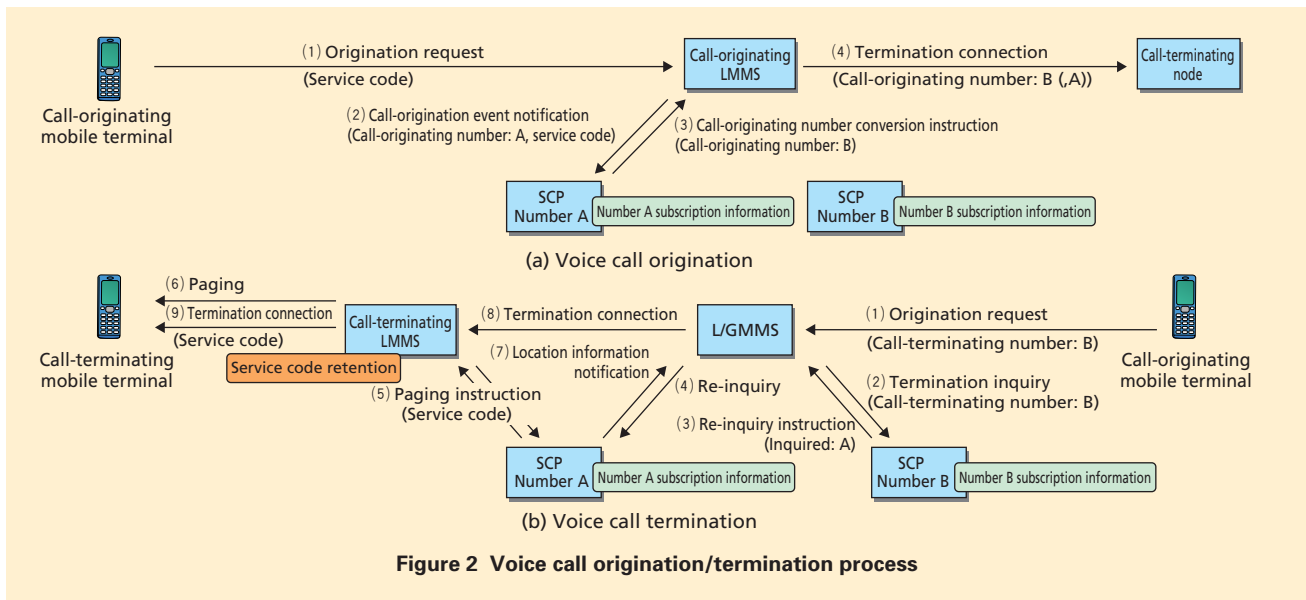 (1) Origination request
(Service code)
Call-originating
LMMS
(4) Termination connection
(Call-originating number: B (,A))
Call-terminating
node
Call-originating
mobile terminal
(2) Call-origination event notification
(Call-originating number: A, service code)
(3) Call-originating number conversion instruction
(Call-originating number: B)
SCP
Number A
Number A subscription information
SCP
Number B
Number B subscription information
(a) Voice call origination
(6) Paging
(9) Termination connection
(Service code)
Call-terminating
mobile terminal
Call-terminating
LMMS
Service code retention
(8) Termination connection
L/GMMS
(1) Origination request
(Call-terminating number: B)
Call-originating
mobile terminal
(7) Location information
notification
(5) Paging instruction
(Service code)
(4) Re-inquiry
(2) Termination inquiry
(Call-terminating number: B)
(3) Re-inquiry instruction
(Inquired: A)
SCP
Number A
Number A subscription information
SCP
Number B
Number B subscription information
(b) Voice call termination
Figure 2 Voice call origination/termination process